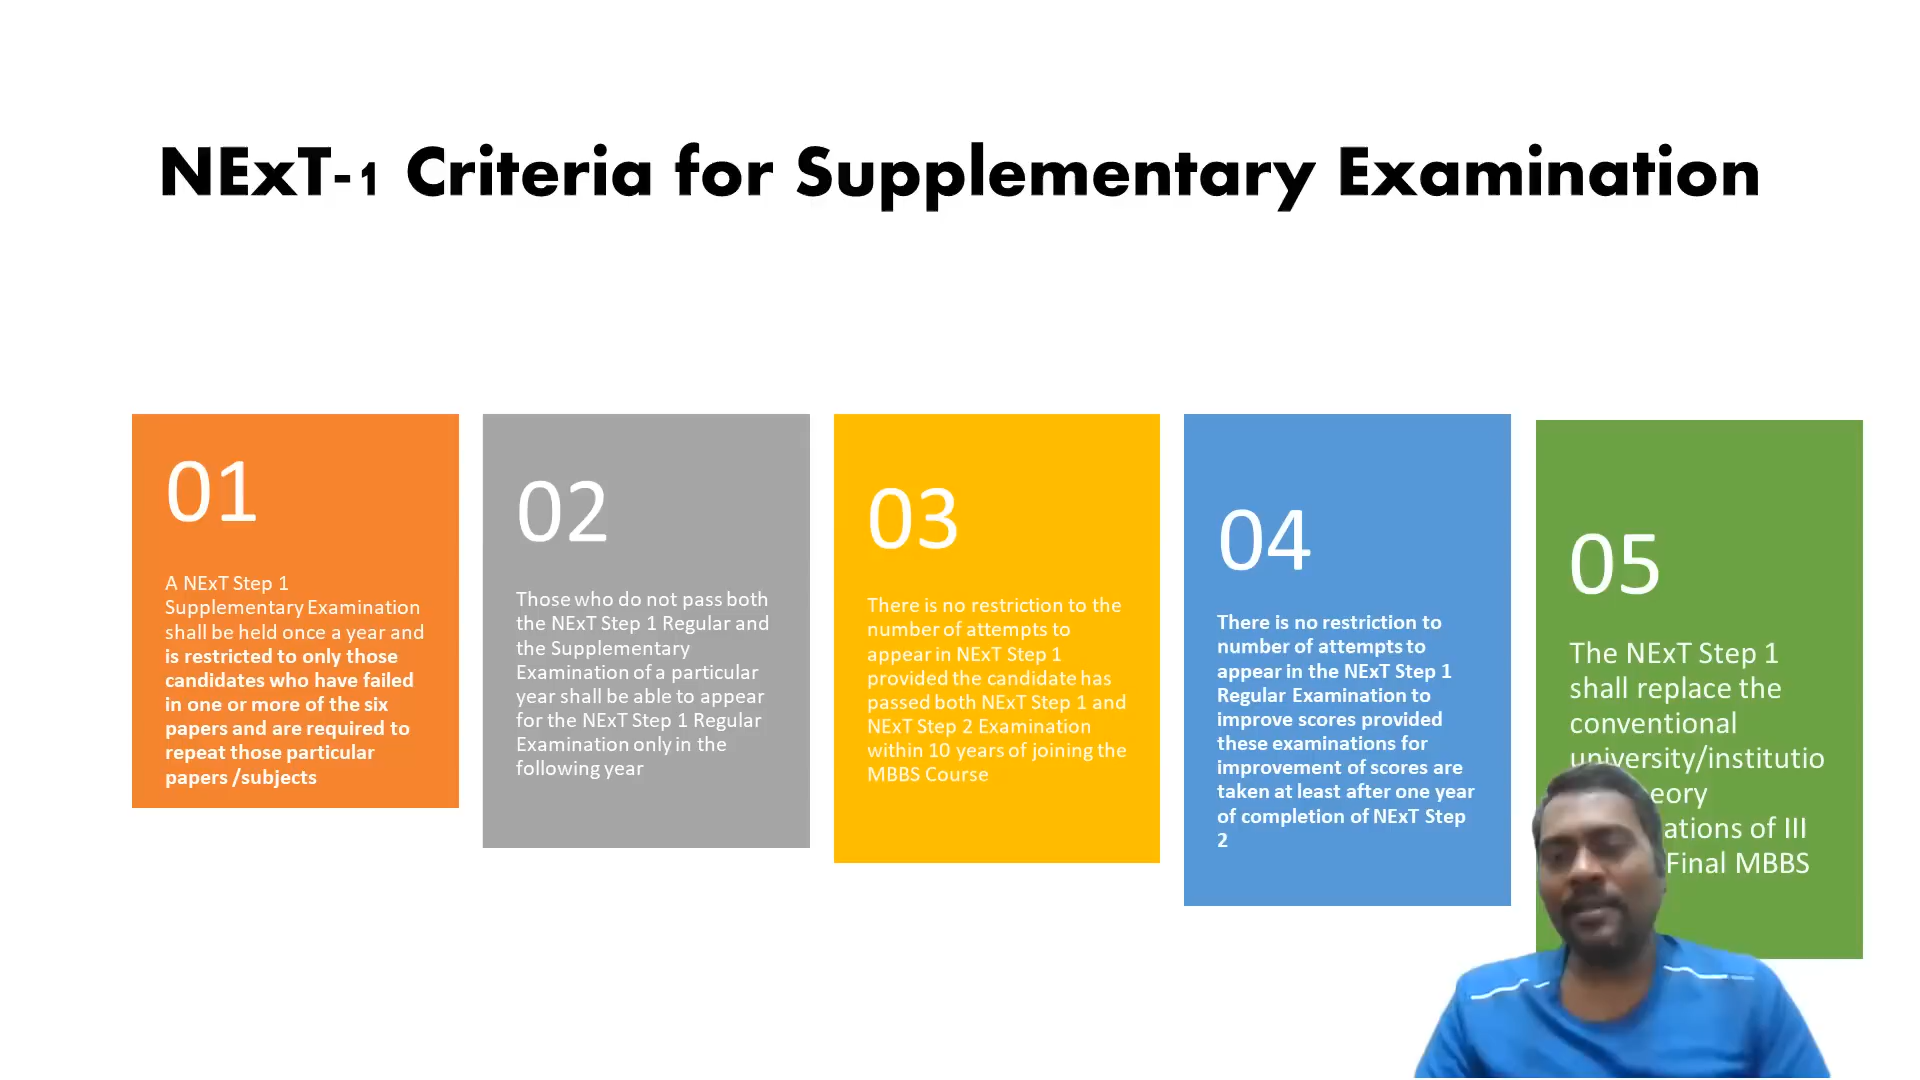 NExT-1 Criteria for Supplementary Examination
01
A NExT Step 1
Supplementary Examination
shall be held once a year and
is restricted to only those
candidates who have failed
in one or more of the six
papers and are required to
repeat those particular
papers /subjects
02
Those who do not pass both
the NExT Step 1 Regular and
the Supplementary
Examination of a particular
year shall be able to appear
for the NExT Step 1 Regular
Examination only in the
following year
03
There is no restriction to the
number of attempts to
appear in NExT Step 1
provided the candidate has
passed both NExT Step 1 and
NExT Step 2 Examination
within 10 years of joining the
MBBS Course
04
There is no restriction to
number of attempts to
appear in the NExT Step 1
Regular Examination to
improve scores provided
these examinations for
improvement of scores are
taken at least after one year
of completion of NExT Step
2
05
The NExT Step 1
shall replace the
conventional
university/institutio
of III
Final MBBS